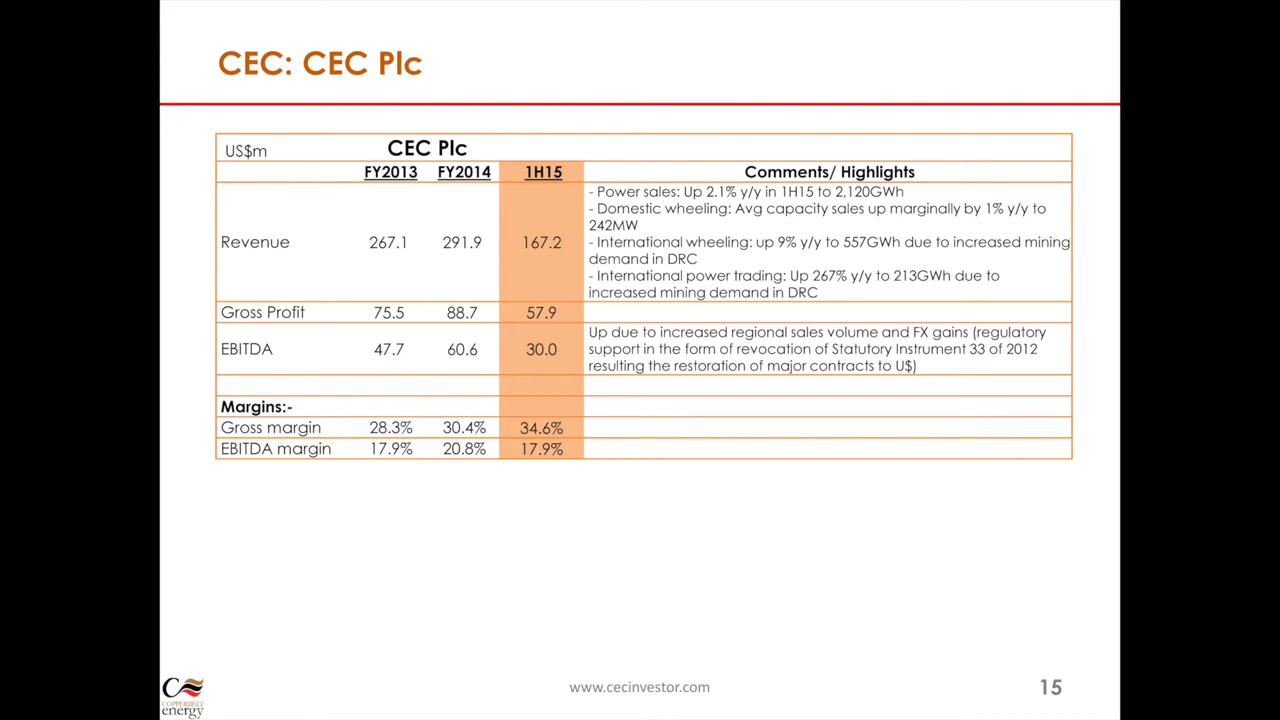 CEC: CEC Plc
US$m CEC Plc
FY2013 FY2014 1H15 Comments/ Highlights
Revenue 267.1 291.9 167.2
- Power sales: Up 2.1% y/y in 1H15 to 2,120GWh
- Domestic wheeling: Avg capacity sales up marginally by 1% y/y to
242MW
- International wheeling: up 9% y/y to 557GWh due to increased mining
demand in DRC
- International power trading: Up 267% y/y to 213GWh due to
increased mining demand in DRC
Gross Profit 75.5 88.7 57.9
EBITDA 47.7 60.6 30.0
Up due to increased regional sales volume and FX gains (regulatory
support in the form of revocation of Statutory Instrument 33 of 2012
resulting the restoration of major contracts to U$)
Margins:-
Gross margin 28.3% 30.4% 34.6%
EBITDA margin 17.9% 20.8% 17.9%
COPPERBELT
energy
www.cecinvestor.com
15